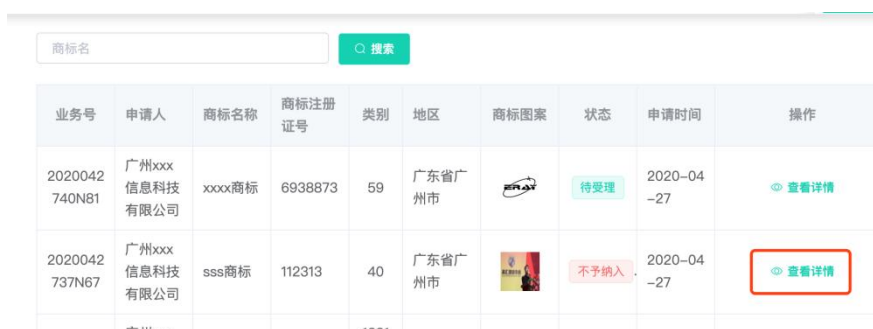 商标名
搜索
业务号 申请人 商标名称 商标注册证号 类别 地区 商标图案 状态 申请时间 操作
2020042740N81 广州xxx信息科技有限公司 xxxx商标 6938873 59 广东省广州市 ERAT 待受理 2020-04-27 查看详情
2020042737N67 广州xxx信息科技有限公司 sss商标 112313 40 广东省广州市 不予纳入 2020-04-27 查看详情